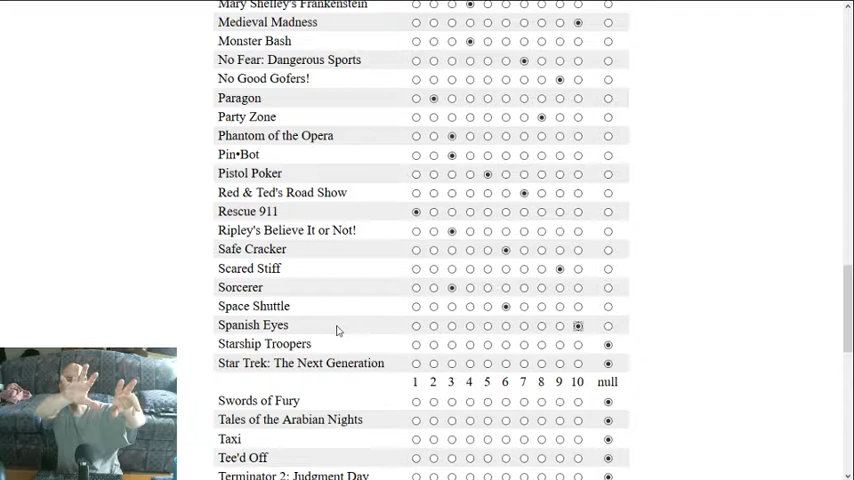 Mary Shelley's Frankenstein
Medieval Madness
Monster Bash
No Fear: Dangerous Sports
No Good Gofers!
Paragon
Party Zone
Phantom of the Opera
Pin•Bot
Pistol Poker
Red & Ted's Road Show
Rescue 911
Ripley's Believe It or Not!
Safe Cracker
Scared Stiff
Sorcerer
Space Shuttle
Spanish Eyes
Starship Troopers
Star Trek: The Next Generation
1 2 3 4 5 6 7 8 9 10 null
Swords of Fury
Tales of the Arabian Nights
Taxi
Tee'd Off
Terminator 2: Judgment Day